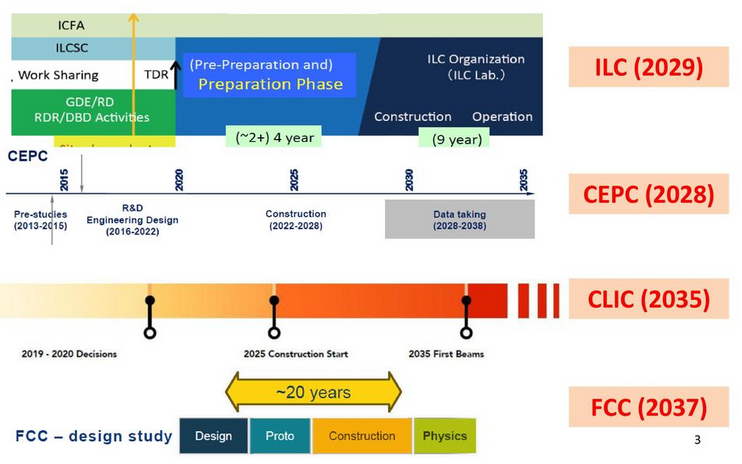 ICFA
ILCSC
Work Sharing
TDR
GDE/RD
RDR/DBD Activities
(Pre-Preparation and)
Preparation Phase
(~2+) 4 year
ILC Organization
(ILC Lab.)
Construction Operation
(9 year)
ILC (2029)
CEPC
2015
2020
2025
2030
2035
Pre-studies
(2013-2015)
R&D
Engineering Design
(2016-2022)
Construction
(2022-2028)
Data taking
(2028-2038)
CEPC (2028)
2019 - 2020 Decisions
2025 Construction Start
2035 First Beams
CLIC (2035)
~20 years
FCC – design study
Design
Proto
Construction
Physics
FCC (2037)
3